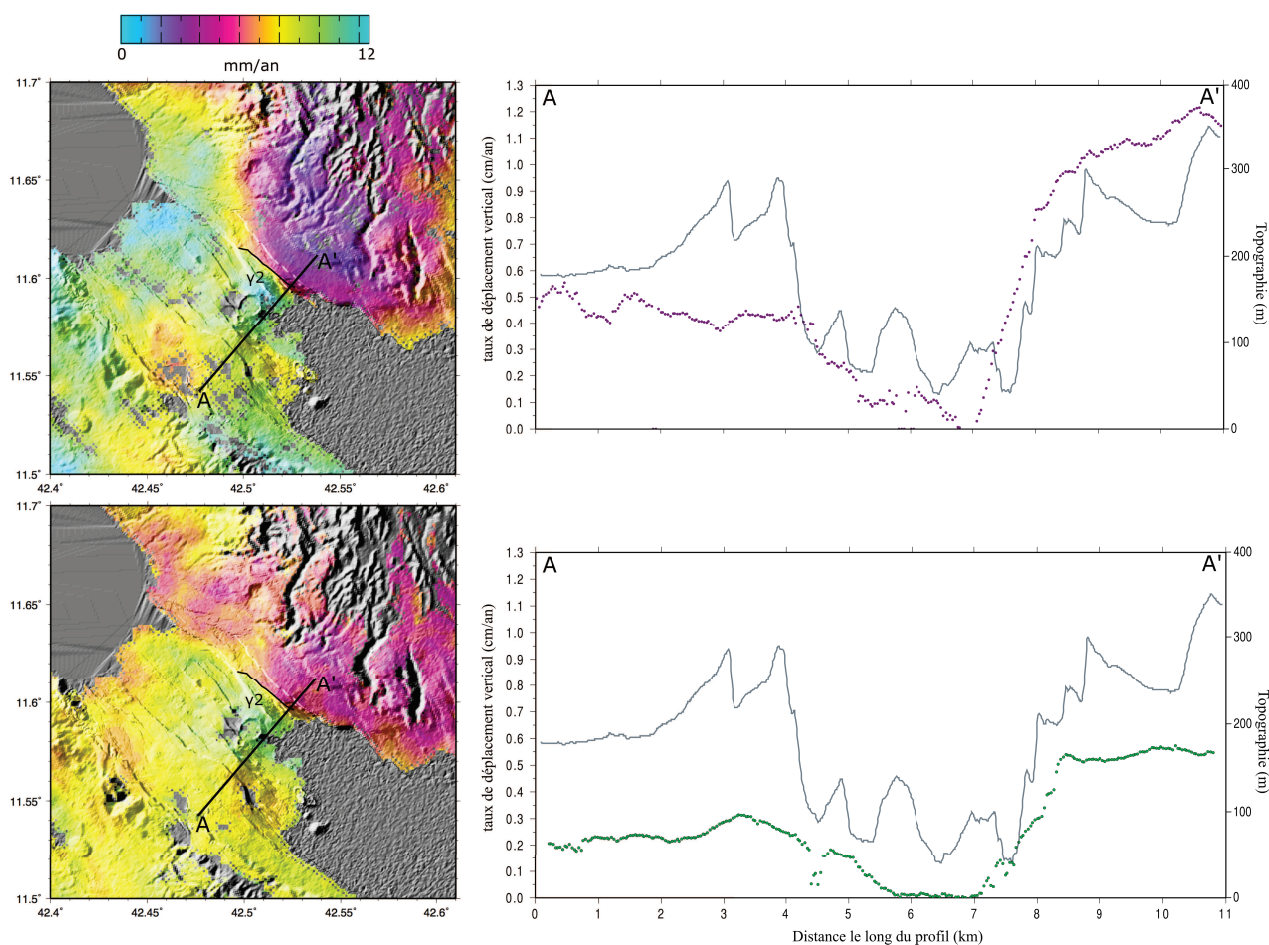 0 12
mm/an
11.7°
11.65°
11.6°
11.55°
11.5°
42.4° 42.45° 42.5° 42.55° 42.6°
γ2
A'
A
1.3
1.2
1.1
1.0
0.9
0.8
0.7
0.6
0.5
0.4
0.3
0.2
0.1
0.0
taux de déplacement vertical (cm/an)
A A'
400
300
200
100
0
Topographie (m)
11.7°
11.65°
11.6°
11.55°
11.5°
42.4° 42.45° 42.5° 42.55° 42.6°
γ2
A'
A
1.3
1.2
1.1
1.0
0.9
0.8
0.7
0.6
0.5
0.4
0.3
0.2
0.1
0.0
taux de déplacement vertical (cm/an)
A A'
400
300
200
100
0
Topographie (m)
0 1 2 3 4 5 6 7 8 9 10 11
Distance le long du profil (km)